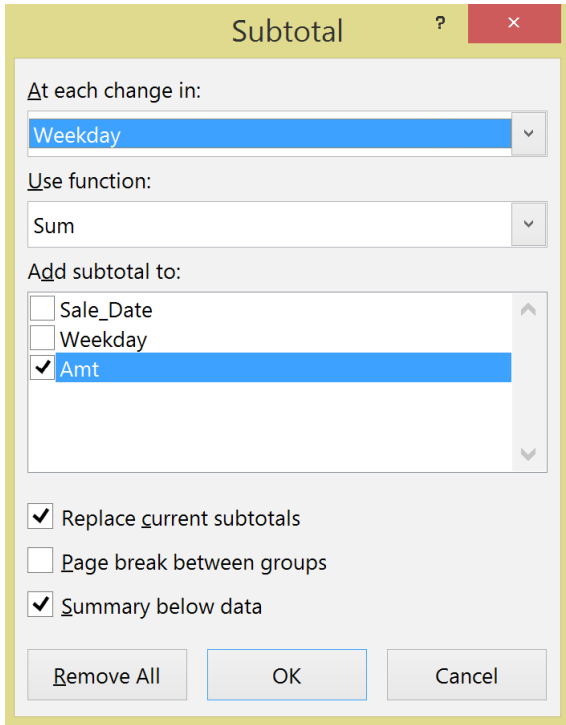 Subtotal ? ×
At each change in:
Weekday
Use function:
Sum
Add subtotal to:
Sale_Date
Weekday
Amt
Replace current subtotals
Page break between groups
Summary below data
Remove All OK Cancel